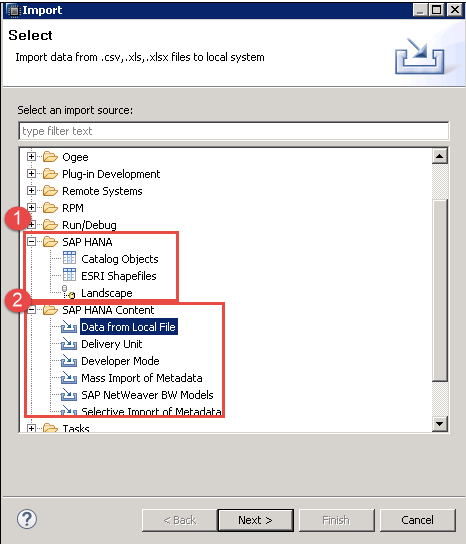 Import
Select
Import data from .csv,.xls,.xlsx files to local system
Select an import source:
type filter text
Ogee
Plug-in Development
Remote Systems
RPM
1
Run/Debug
SAP HANA
Catalog Objects
ESRI Shapefiles
Landscape
2
SAP HANA Content
Data from Local File
Delivery Unit
Developer Mode
Mass Import of Metadata
SAP NetWeaver BW Models
Selective Import of Metadata
Tasks
?
< Back
Next >
Finish
Cancel